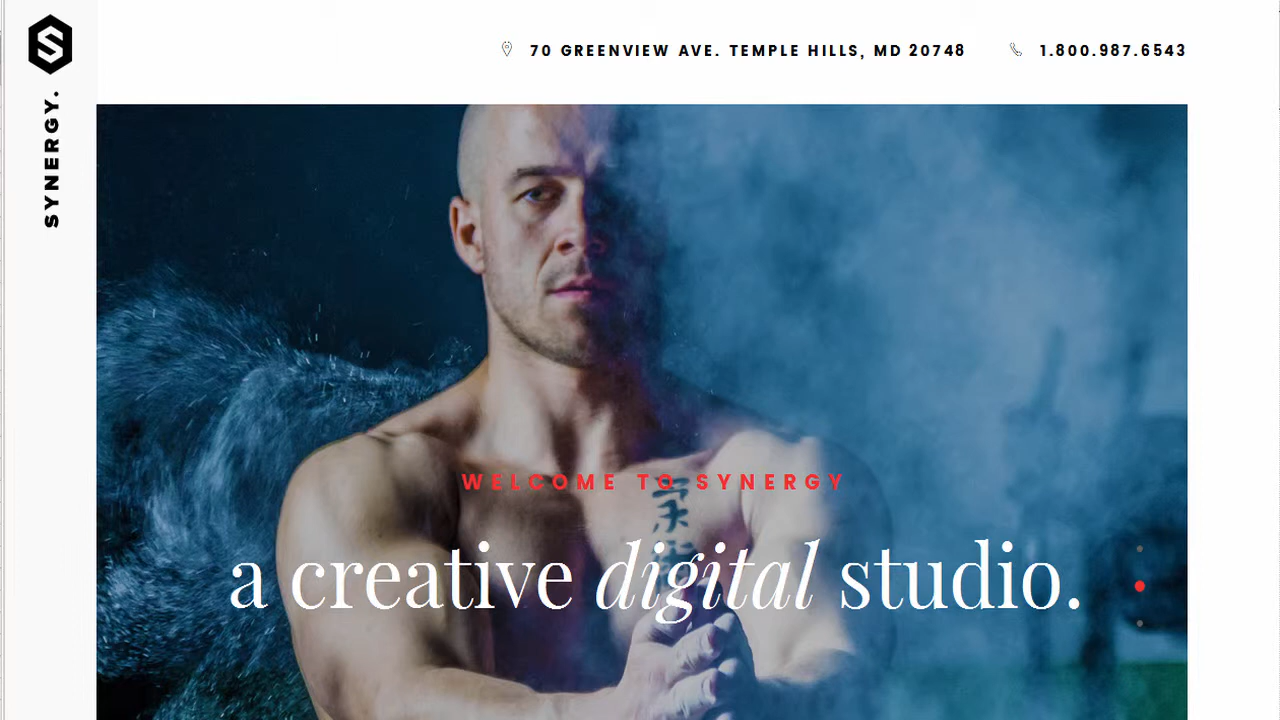 70 GREENVIEW AVE. TEMPLE HILLS, MD 20748
1.800.987.6543
SYNERGY.
WELCOME TO SYNERGY
a creative digital studio.